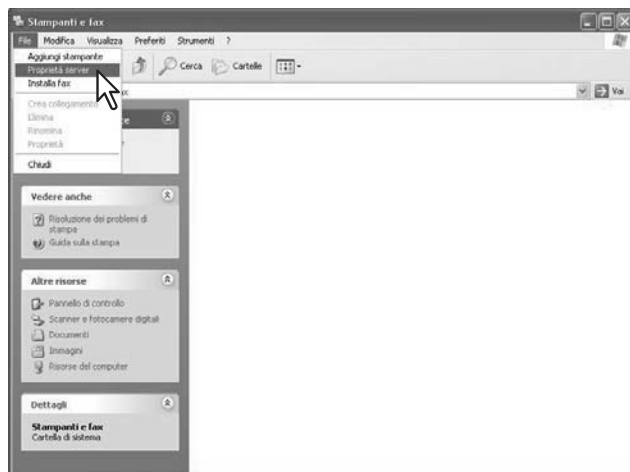 Stampanti e fax
File Modifica Visualizza Preferiti Strumenti ?
Aggiungi stampante
Proprietà server
Installa fax
Crea collegamento
Elimina
Rinomina
Proprietà
Chiudi
Cerca Cartelle
Vai
Vedere anche
Risoluzione dei problemi di
stampa
Guida sulla stampa
Altre risorse
Pannello di controllo
Scanner e fotocamere digitali
Documenti
Immagini
Risorse del computer
Dettagli
Stampanti e fax
Cartella di sistema